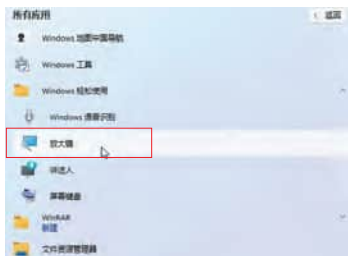 所有应用
< 返回
Windows 地图中国导航
Windows 工具
Windows 轻松使用
Windows 语音识别
放大镜
讲述人
屏幕键盘
WinRAR
新建
文件资源管理器